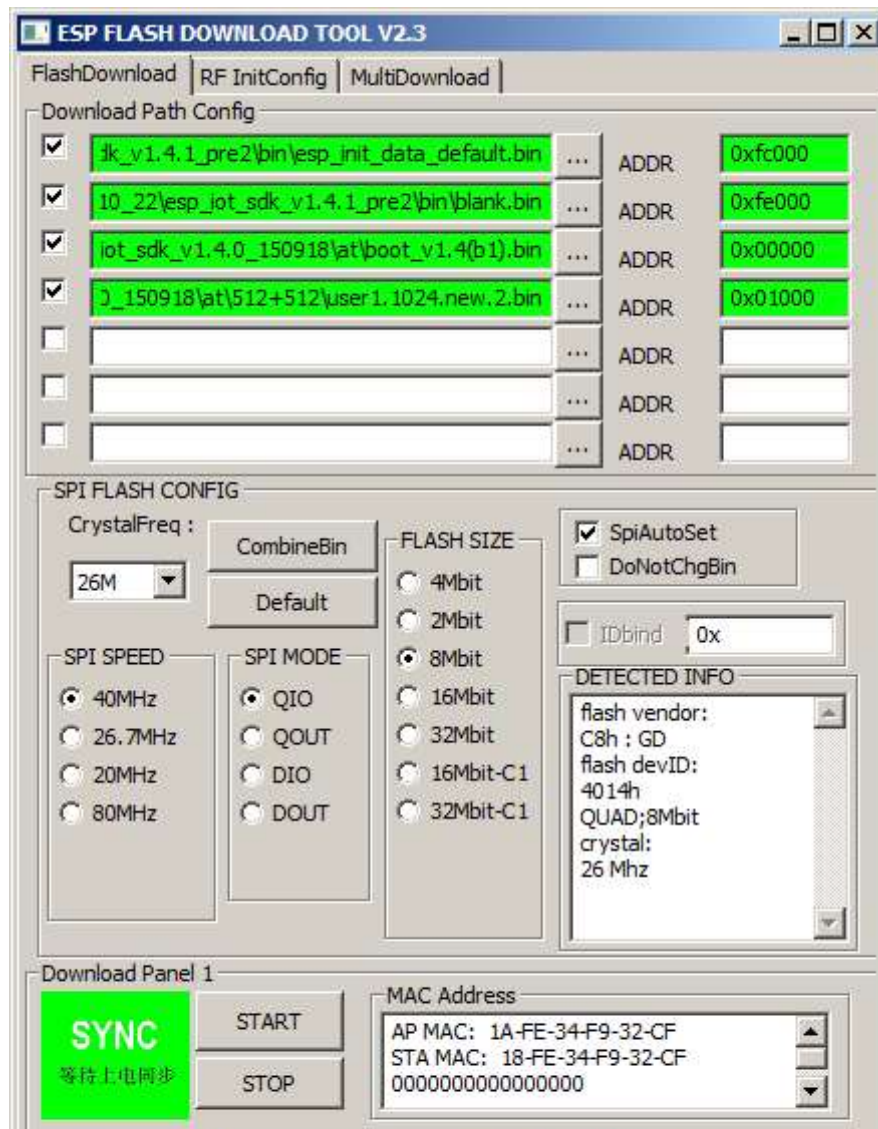 ESP FLASH DOWNLOAD TOOL V2.3
FlashDownload RF InitConfig MultiDownload
Download Path Config
dk_v1.4.1_pre2\bin\esp_init_data_default.bin ... ADDR 0xfc000
10_22\esp_iot_sdk_v1.4.1_pre2\bin\blank.bin ... ADDR 0xfe000
iot_sdk_v1.4.0_150918\at\boot_v1.4(b1).bin ... ADDR 0x00000
0_150918\at\512+512\user1.1024.new.2.bin ... ADDR 0x01000
... ADDR
... ADDR
... ADDR
SPI FLASH CONFIG
CrystalFreq :
26M
CombineBin
Default
SPI SPEED
40MHz
26.7MHz
20MHz
80MHz
SPI MODE
QIO
QOUT
DIO
DOUT
FLASH SIZE
4Mbit
2Mbit
8Mbit
16Mbit
32Mbit
16Mbit-C1
32Mbit-C1
SpiAutoSet
DoNotChgBin
IDbind 0x
DETECTED INFO
flash vendor:
C8h : GD
flash devID:
4014h
QUAD;8Mbit
crystal:
26 Mhz
Download Panel 1
SYNC
等待上电同步
START
STOP
MAC Address
AP MAC: 1A-FE-34-F9-32-CF
STA MAC: 18-FE-34-F9-32-CF
0000000000000000